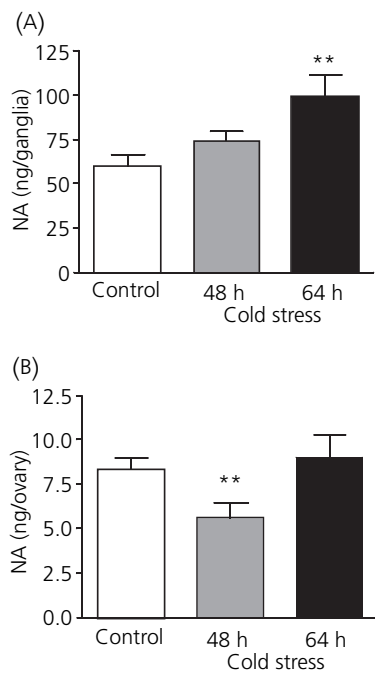 (A)
125
100
75
50
25
0
NA (ng/ganglia)
**
Control
48 h
64 h
Cold stress
(B)
12.5
10.0
7.5
5.0
2.5
0.0
NA (ng/ovary)
**
Control
48 h
64 h
Cold stress